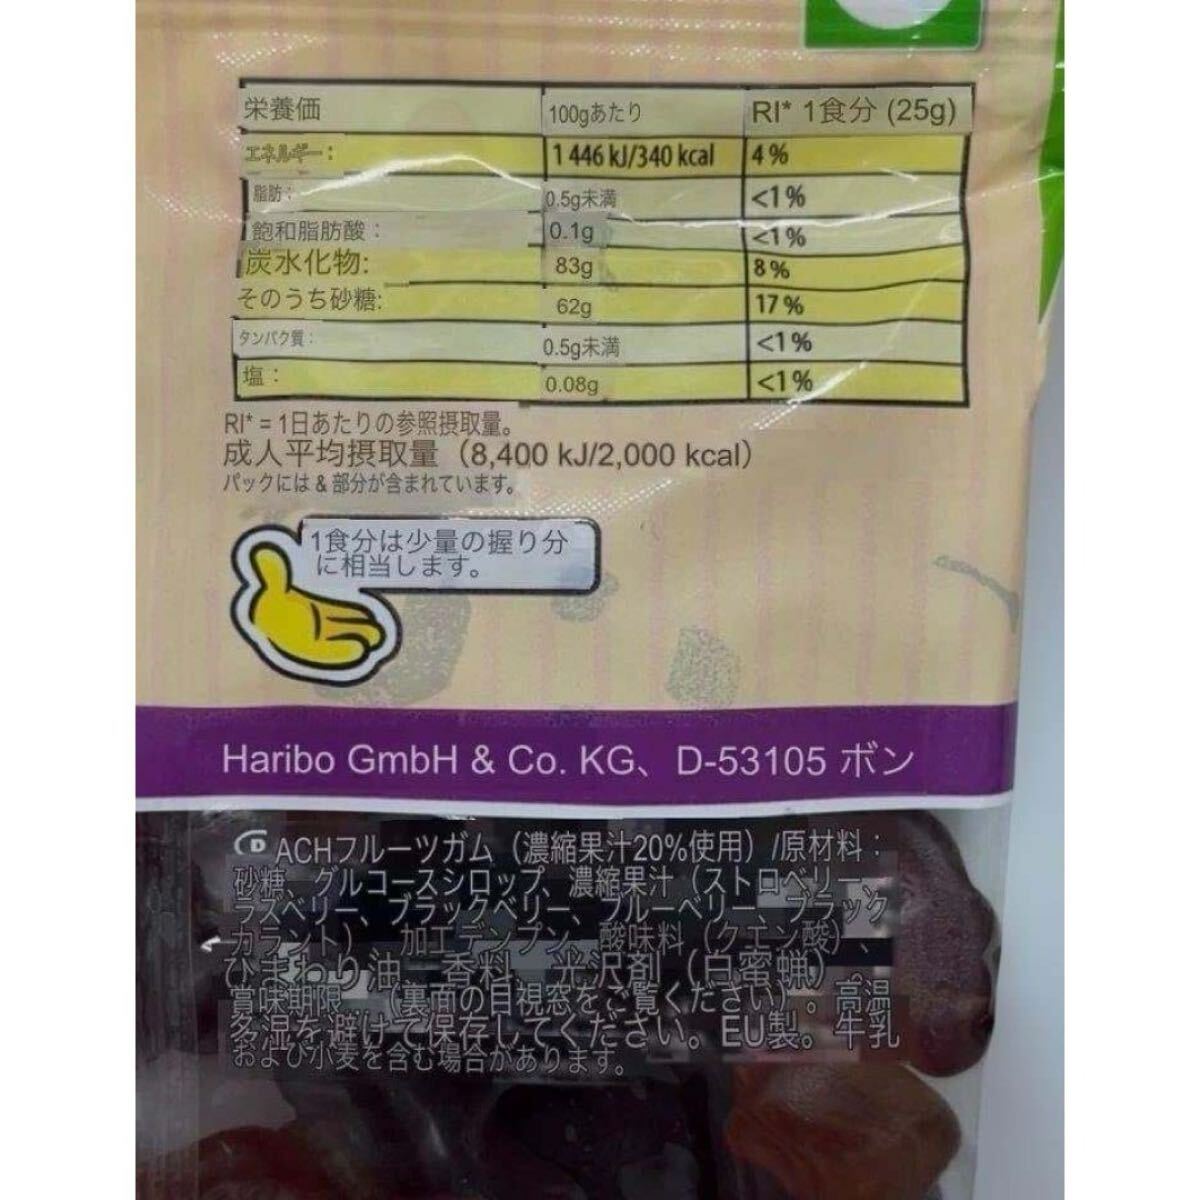 栄養価 100gあたり RI* 1食分 (25g)
エネルギー: 1 446 kJ/340 kcal 4%
脂肪: 0.5g未満 <1%
飽和脂肪酸: 0.1g <1%
炭水化物: 83g 8%
そのうち砂糖: 62g 17%
タンパク質: 0.5g未満 <1%
塩: 0.08g <1%
RI* = 1日あたりの参照摂取量。
成人平均摂取量（8,400 kJ/2,000 kcal）
パックには & 部分が含まれています。
1食分は少量の握り分
に相当します。
Haribo GmbH & Co. KG、D-53105 ボン
D ACHフルーツガム（濃縮果汁20%使用）/原材料：
砂糖、グルコースシロップ、濃縮果汁（ストロベリー、
ラズベリー、ブラックベリー、ブルーベリー、ブラック
カラント）、加工デンプン、酸味料（クエン酸）、
ひまわり油、香料、光沢剤（白蜜蝋）。
賞味期限（裏面の目視窓をご覧ください）。高温
多湿を避けて保存してください。EU製。牛乳
および小麦を含む場合があります。